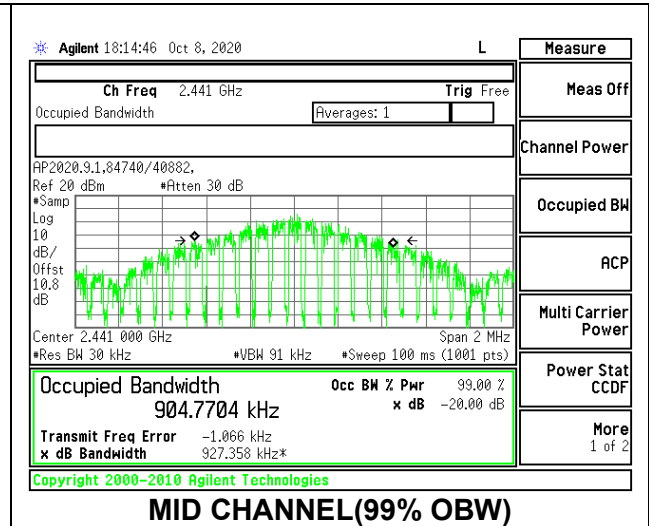 Agilent 18:14:46 Oct 8, 2020 L
Measure
Ch Freq 2.441 GHz Trig Free
Occupied Bandwidth Averages: 1
AP2020.9.1,84740/40882,
Ref 20 dBm #Atten 30 dB
#Samp
Log
10
dB/
Offst
10.8
dB
Center 2.441 000 GHz Span 2 MHz
#Res BW 30 kHz #VBW 91 kHz #Sweep 100 ms (1001 pts)
Occupied Bandwidth Occ BW % Pwr 99.00 %
904.7704 kHz x dB -20.00 dB
Transmit Freq Error -1.066 kHz
x dB Bandwidth 927.358 kHz*
Copyright 2000-2010 Agilent Technologies
Meas Off
Channel Power
Occupied BW
ACP
Multi Carrier
Power
Power Stat
CCDF
More
1 of 2
MID CHANNEL(99% OBW)